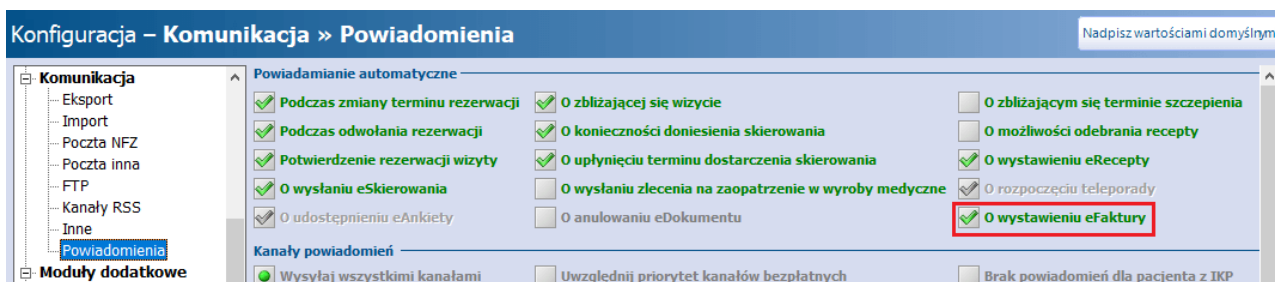 Konfiguracja – Komunikacja » Powiadomienia
Nadpisz wartościami domyślnym
Komunikacja
Eksport
Import
Poczta NFZ
Poczta inna
FTP
Kanały RSS
Inne
Powiadomienia
Moduły dodatkowe
Powiadamianie automatyczne
Podczas zmiany terminu rezerwacji
O zbliżającej się wizycie
O zbliżającym się terminie szczepienia
Podczas odwołania rezerwacji
O konieczności doniesienia skierowania
O możliwości odebrania recepty
Potwierdzenie rezerwacji wizyty
O upłynięciu terminu dostarczenia skierowania
O wystawieniu eRecepty
O wysłaniu eSkierowania
O wysłaniu zlecenia na zaopatrzenie w wyroby medyczne
O rozpoczęciu teleporady
O udostępnieniu eAnkiety
O anulowaniu eDokumentu
O wystawieniu eFaktury
Kanały powiadomień
Wysyłaj wszystkimi kanałami
Uwzględnij priorytet kanałów bezpłatnych
Brak powiadomień dla pacjenta z IKP